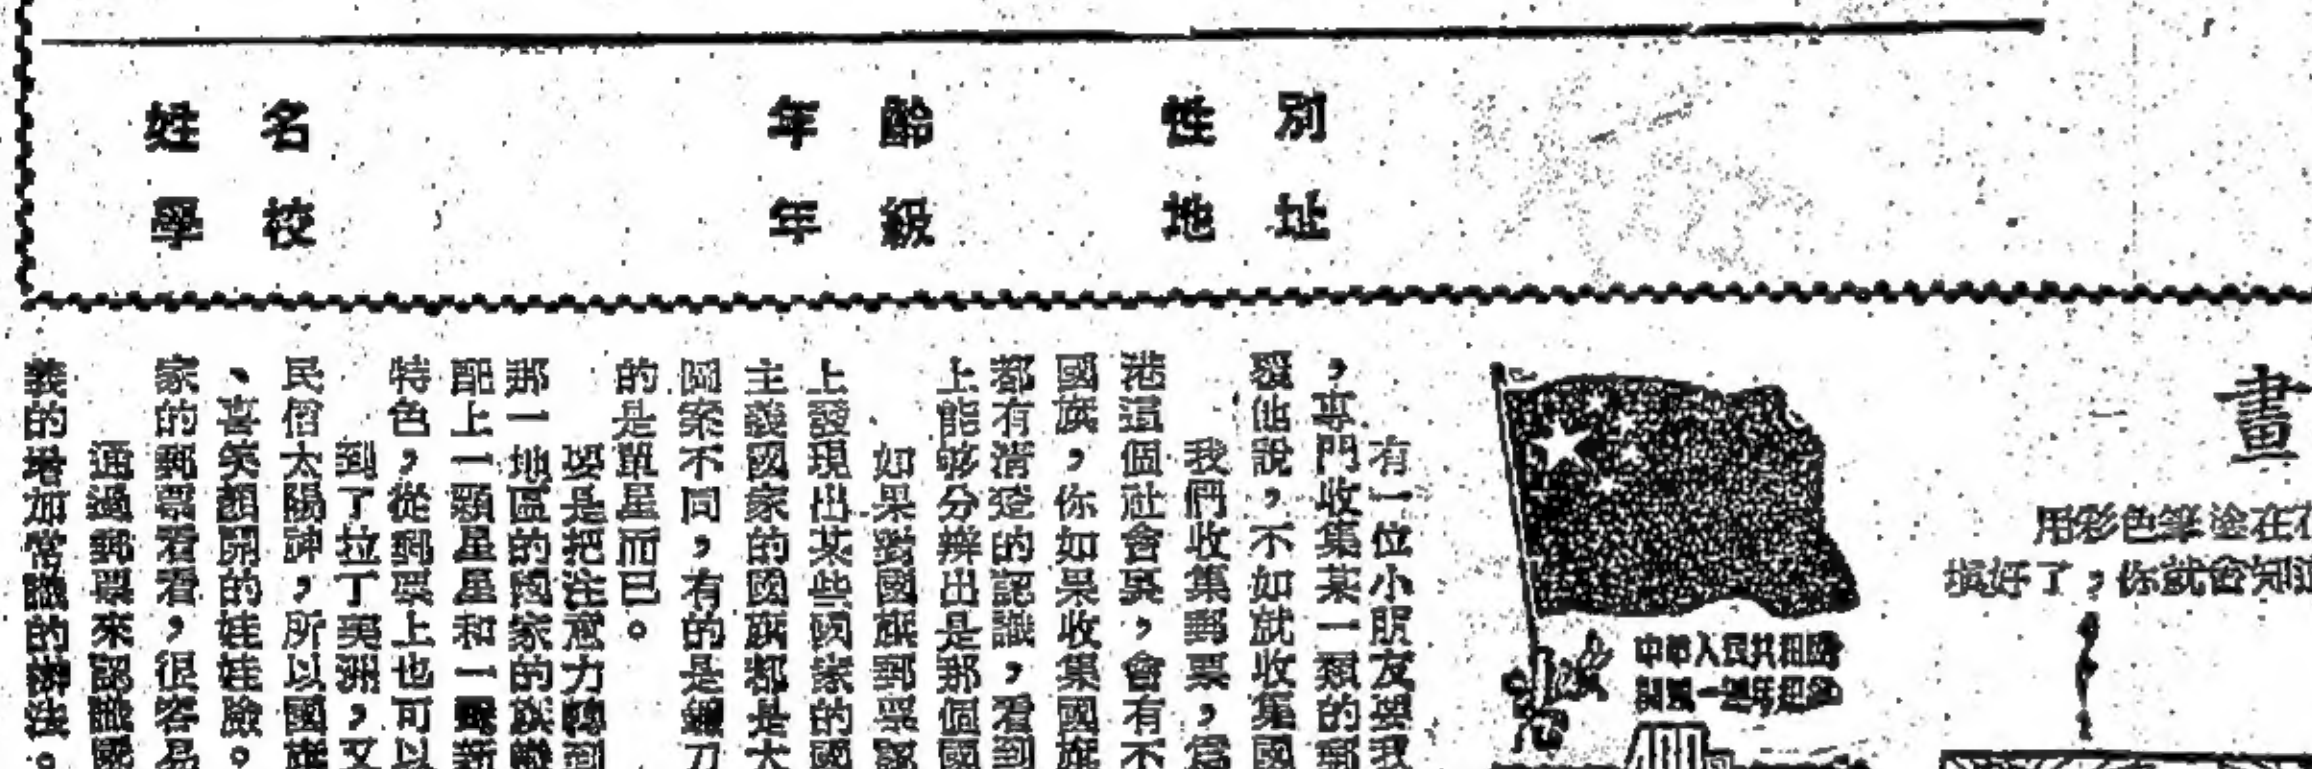 姓名　年齡　性別
學校　年級　地址
畫
用彩色筆塗在
填好了，你就會知道
中華人民共和國
開國一週年紀念
有一位小朋友與我
，專門收集某一類的郵
他說，不如就收集國
我們收集郵票，為
港這個社會裏，會有不
國旗，你如果收集國旗
都有清楚的認識，看到
上能够分辨出是那個國
如果對國旗郵票
上發現出某些國家的國
主義國家的國旗都是大
圖案不同，有的是鐮刀
的是單星而已。
要是把注意力轉到
那一地區的國家的旗幟
配上一顆星星和一彎新
特色，從郵票上也可以
到了拉丁美洲，又
民俗太陽神，所以國旗
、喜笑顏開的娃娃臉。
家的郵票看看，很容易
通過郵票來認識國
義的增加常識的辦法。